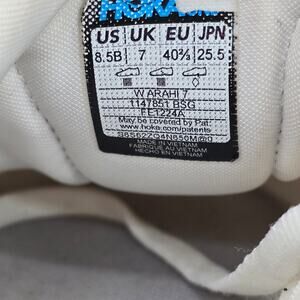 HOKA
US UK EU JPN
8.5B 7 40⅔ 25.5
W ARAHI 7
1147851 BSG
FE1224A
May be covered by Pat.
www.hoka.com/patents
MADE IN VIETNAM
FABRIQUÉ AU VIETNAM
HECHO EN VIETNAM